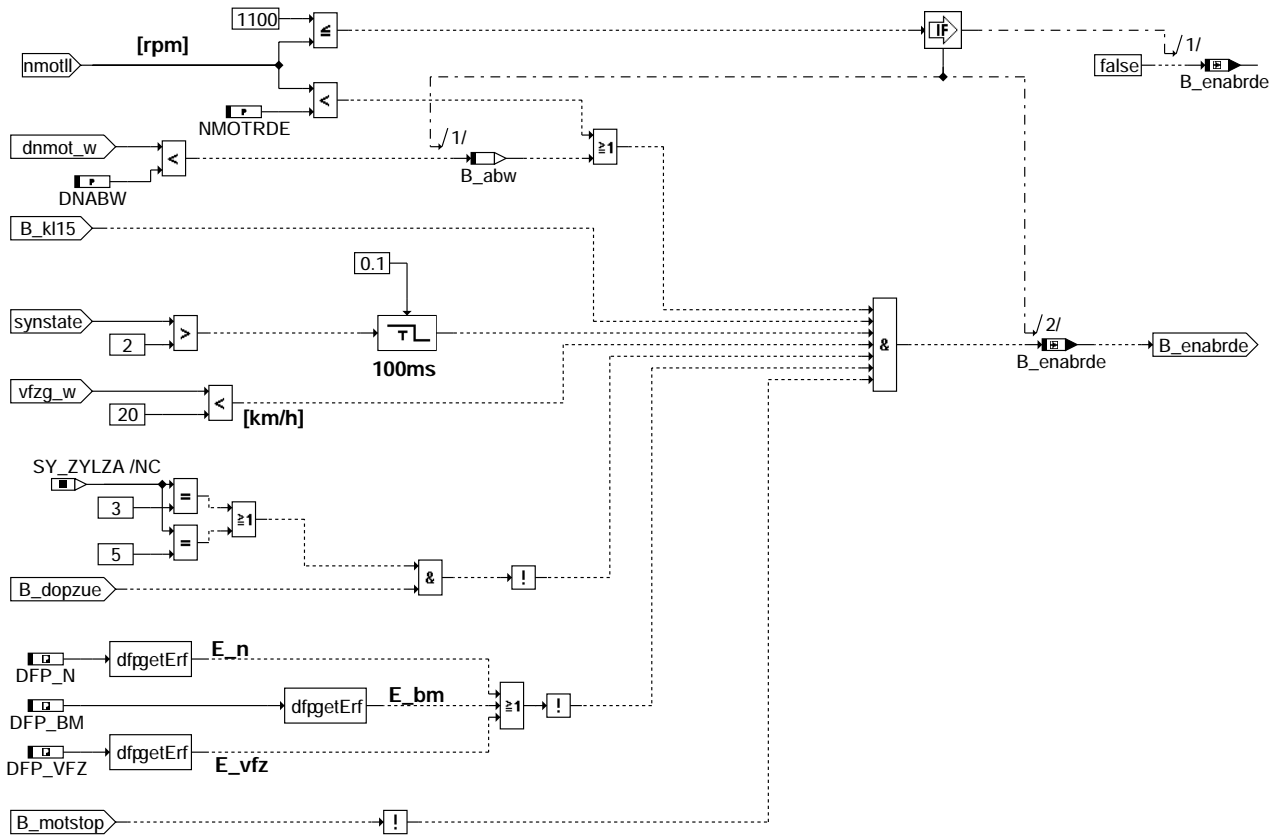 1100
≤
IF
[rpm]
/1/
nmotll
false
B_enabrde
<
NMOTRDE
/1/
dnmot_w
<
≥1
P
B_abw
DNABW
B_kl15
0.1
synstate
>
T
/2/
2
&
B_enabrde
100ms
B_enabrde
vfzg_w
<
20
[km/h]
SY_ZYLZA /NC
=
3
≥1
=
5
&
!
B_dopzue
E_n
dfpgetErf
DFP_N
E_bm
≥1
!
dfpgetErf
DFP_BM
dfpgetErf
DFP_VFZ
E_vfz
B_motstop
!